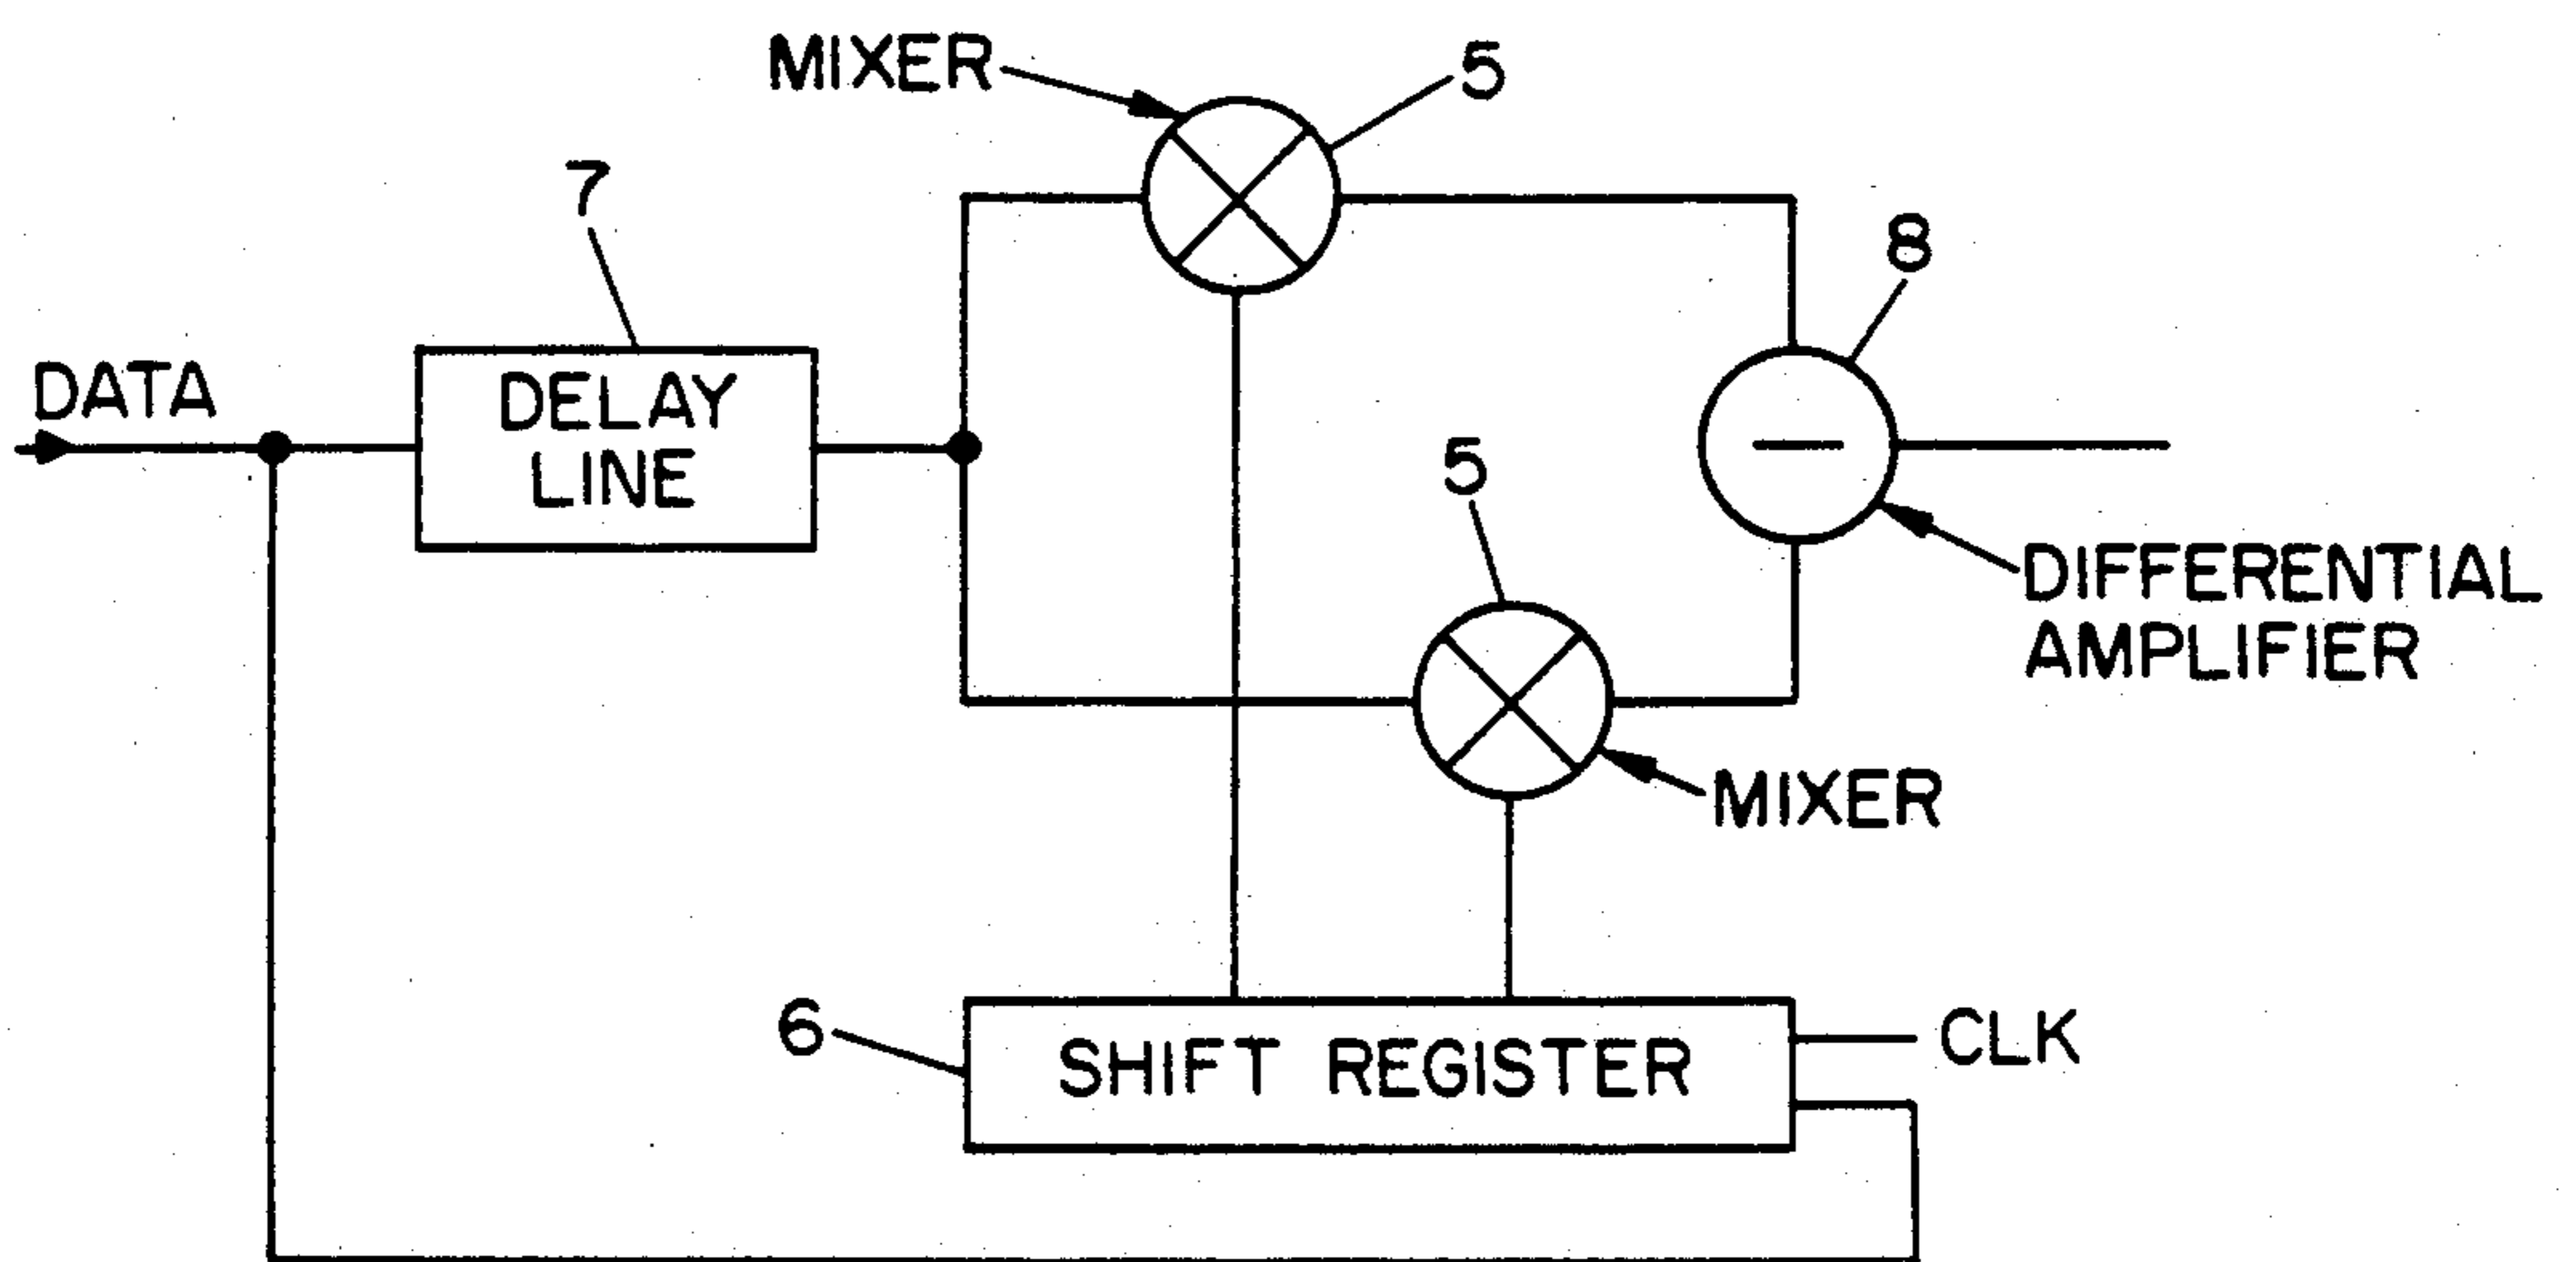 MIXER
5
7
8
DATA
DELAY
LINE
5
DIFFERENTIAL
AMPLIFIER
MIXER
6
SHIFT REGISTER
CLK